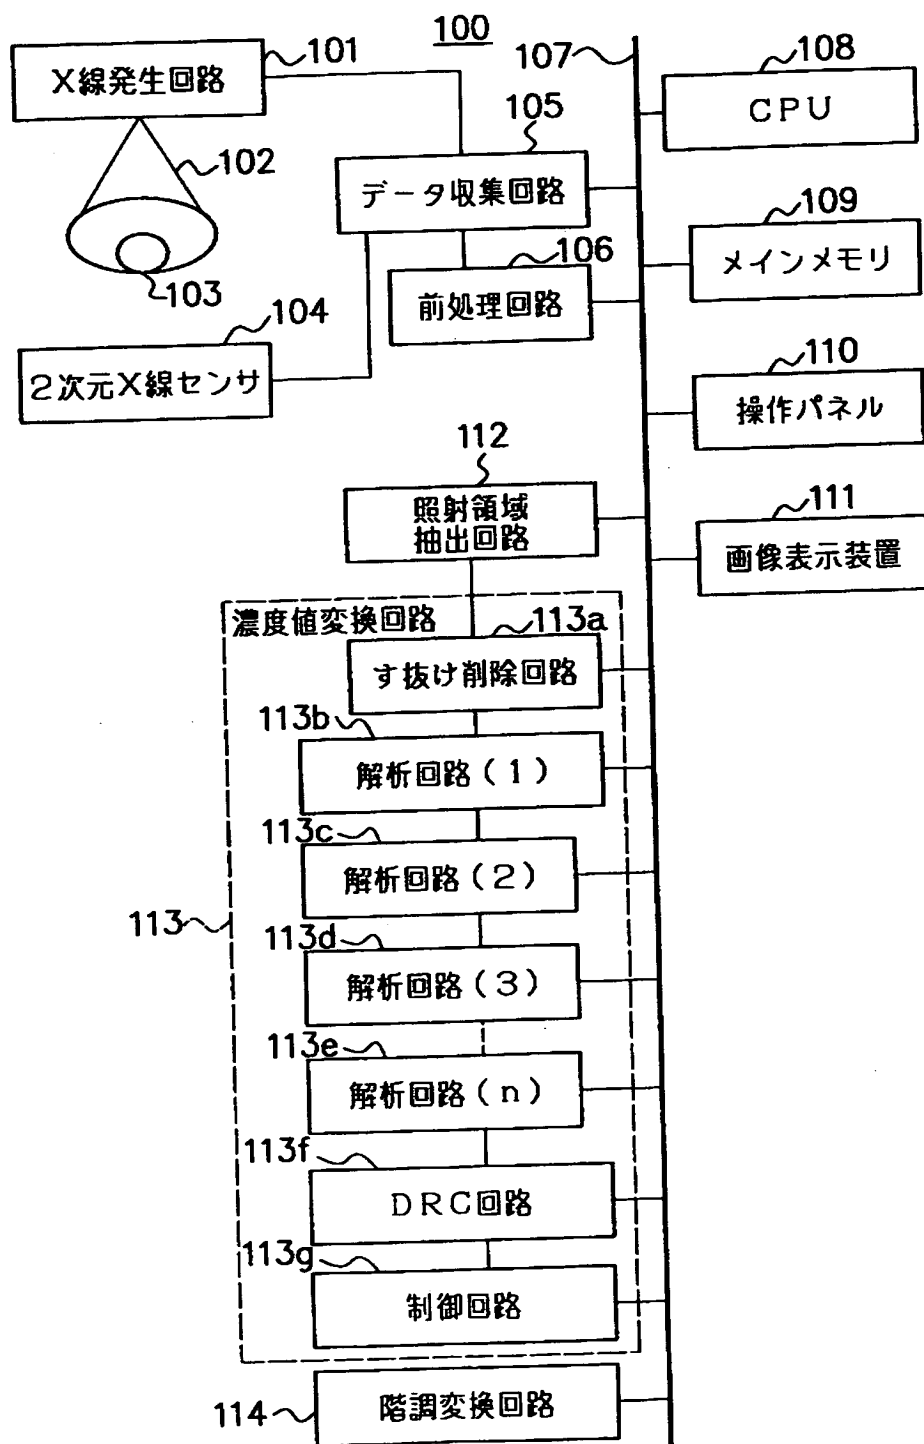 100
101
X線発生回路
102
103
104
2次元X線センサ
105
データ収集回路
106
前処理回路
107
108
CPU
109
メインメモリ
110
操作パネル
111
画像表示装置
112
照射領域
抽出回路
113
濃度値変換回路
113a
す抜け削除回路
113b
解析回路(1)
113c
解析回路(2)
113d
解析回路(3)
113e
解析回路(n)
113f
DRC回路
113g
制御回路
114
階調変換回路